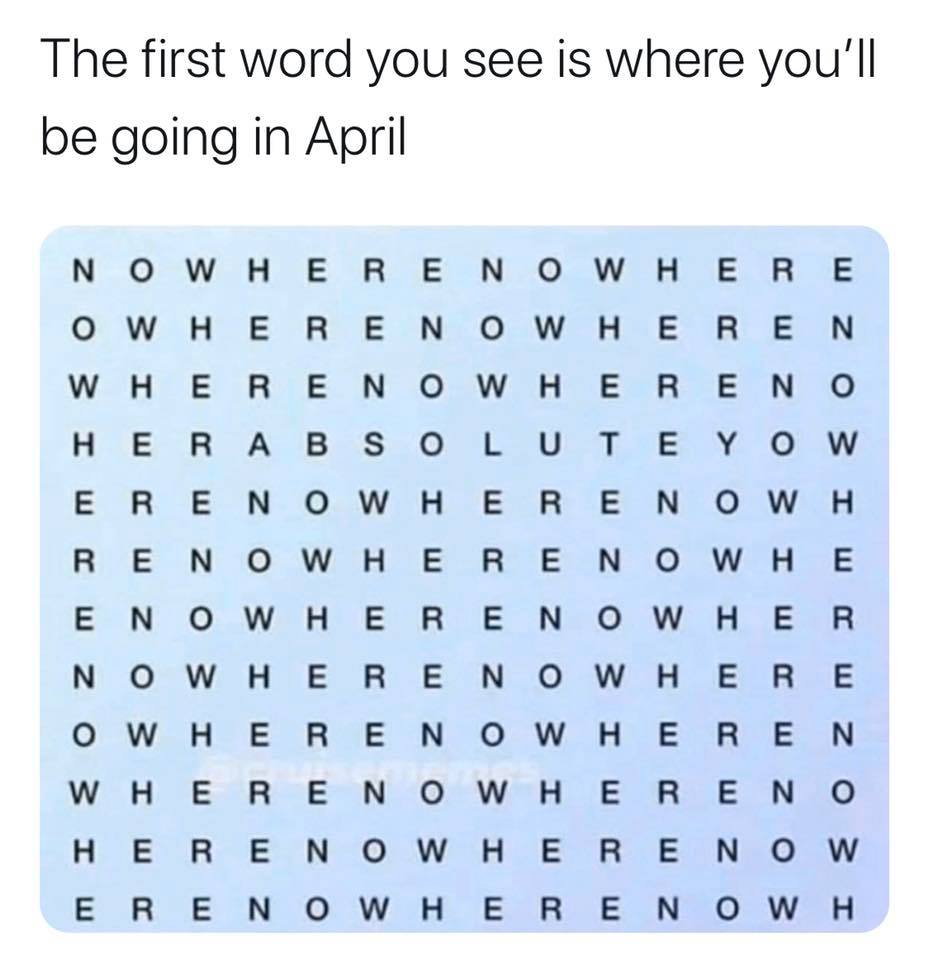 The first word you see is where you'll
be going in April
N O W H E R E N O W H E R E
O W H E R E N O W H E R E N
W H E R E N O W H E R E N O
H E R A B S O L U T E Y O W
E R E N O W H E R E N O W H
R E N O W H E R E N O W H E
E N O W H E R E N O W H E R
N O W H E R E N O W H E R E
O W H E R E N O W H E R E N
W H E R E N O W H E R E N O
H E R E N O W H E R E N O W
E R E N O W H E R E N O W H